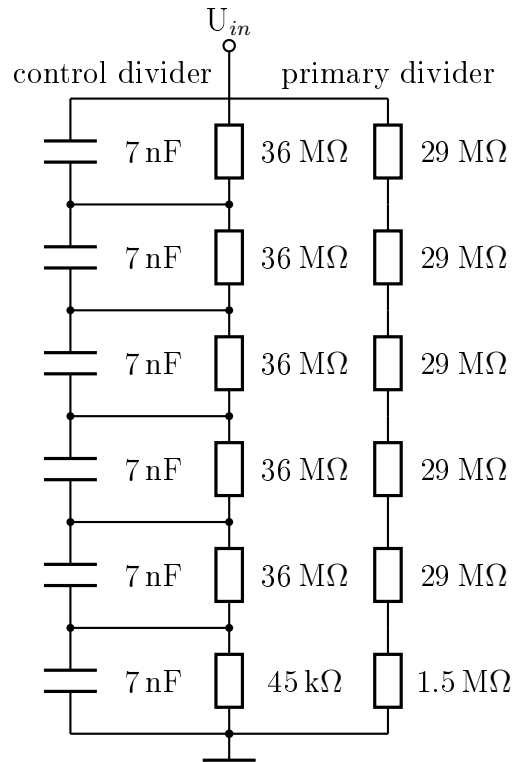 U_in
control divider primary divider
7 nF 36 MΩ 29 MΩ
7 nF 36 MΩ 29 MΩ
7 nF 36 MΩ 29 MΩ
7 nF 36 MΩ 29 MΩ
7 nF 36 MΩ 29 MΩ
7 nF 45 kΩ 1.5 MΩ